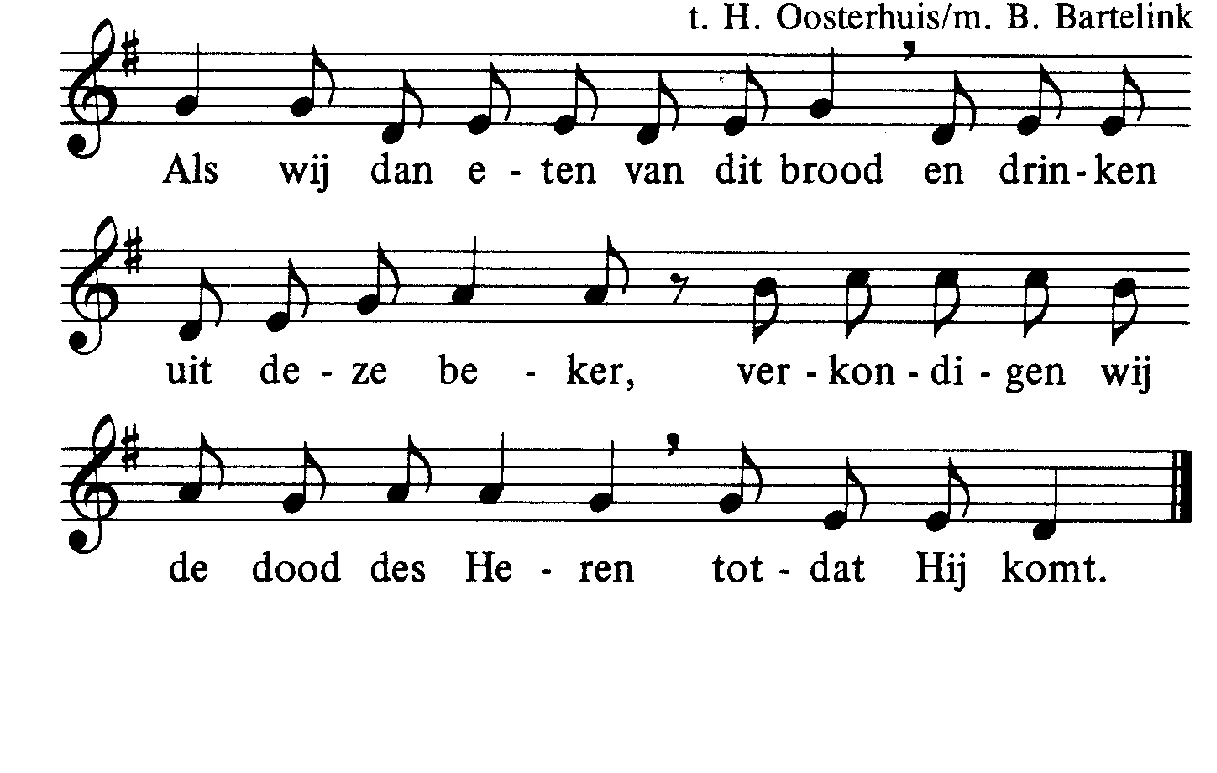 t. H. Oosterhuis/m. B. Bartelink
Als wij dan e - ten van dit brood en drin - ken
uit de - ze be - ker, ver - kon - di - gen wij
de dood des He - ren tot - dat Hij komt.